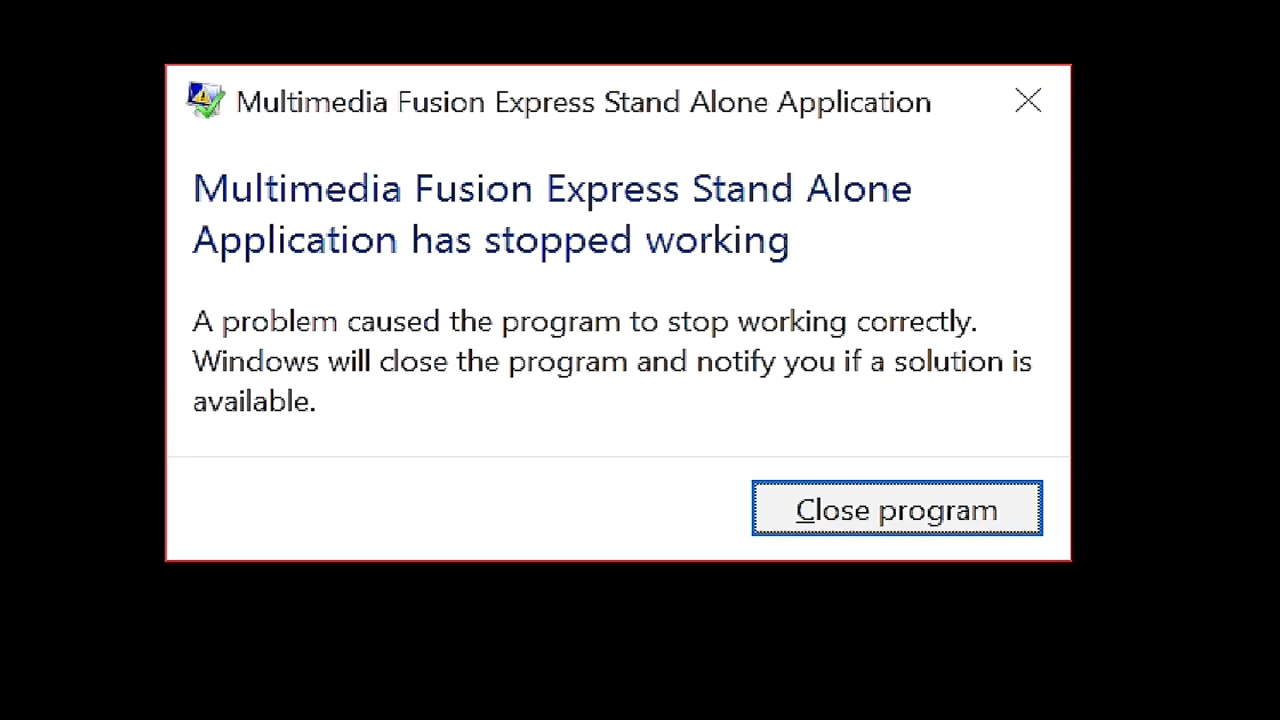 Multimedia Fusion Express Stand Alone Application
Multimedia Fusion Express Stand Alone
Application has stopped working
A problem caused the program to stop working correctly.
Windows will close the program and notify you if a solution is
available.
Close program